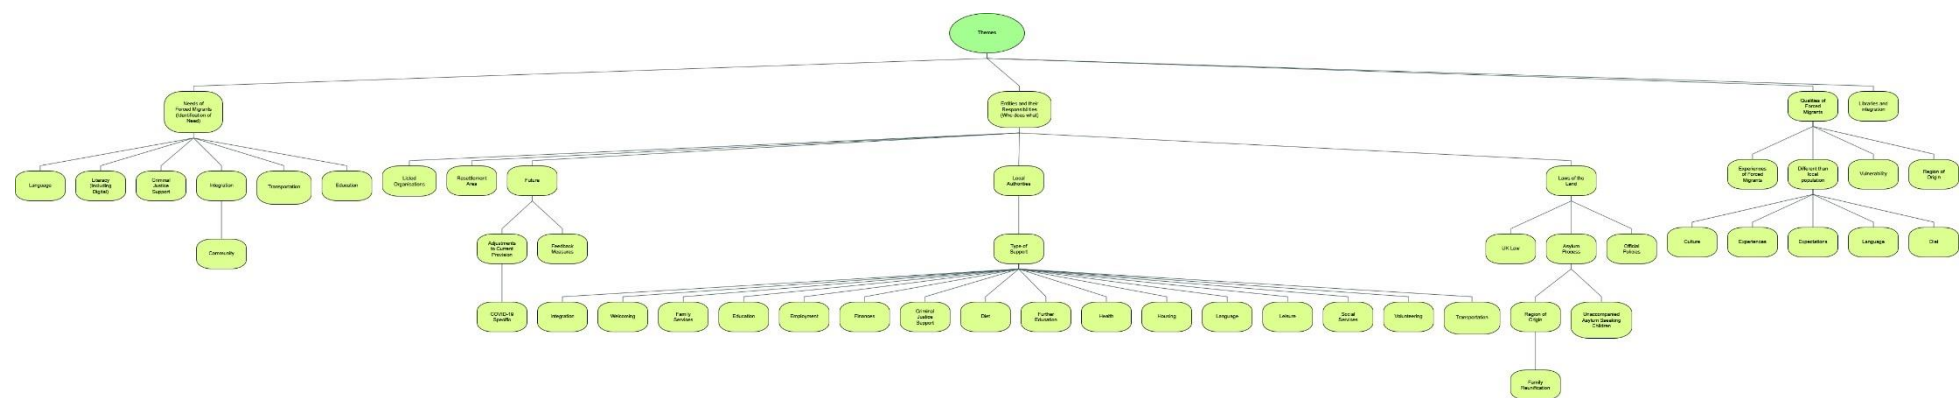 Themes
Needs of
Forced Migrants
(Identification of
Need)
Entities and their
Responsibilities
(Who does what)
Qualities of
Forced
Migrants
Libraries and
Integration
Language
Literacy
(Including
Digital)
Criminal
Justice
Support
Integration
Transportation
Education
Listed
Organisations
Resettlement
Area
Future
Local
Authorities
Laws of the
Land
Experiences
of Forced
Migrants
Different than
local
population
Vulnerability
Region of
Origin
Community
Adjustments
to Current
Provision
Feedback
Measures
Type of
Support
UK Law
Asylum
Process
Official
Policies
Culture
Experiences
Expectations
Language
Diet
COVID-19
Specific
Integration
Welcoming
Family
Services
Education
Employment
Finances
Criminal
Justice
Support
Diet
Further
Education
Health
Housing
Language
Leisure
Social
Services
Volunteering
Transportation
Region of
Origin
Unaccompanied
Asylum Seeking
Children
Family
Reunification